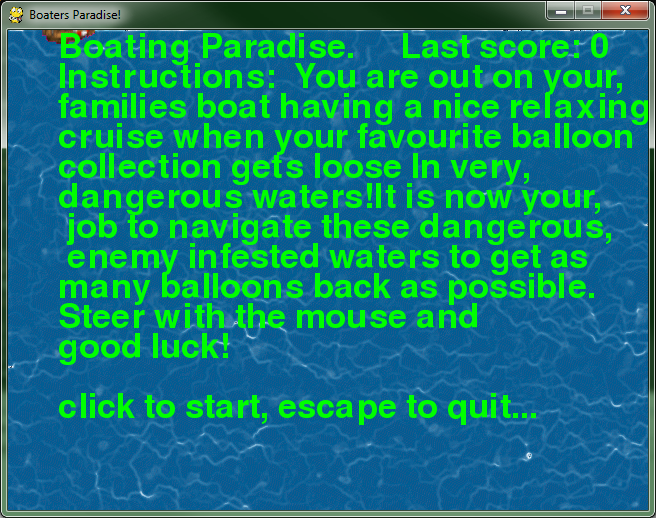 Boaters Paradise!
Boating Paradise. Last score: 0
Instructions: You are out on your,
families boat having a nice relaxing
cruise when your favourite balloon
collection gets loose In very,
dangerous waters!It is now your,
job to navigate these dangerous,
enemy infested waters to get as
many balloons back as possible.
Steer with the mouse and
good luck!
click to start, escape to quit...